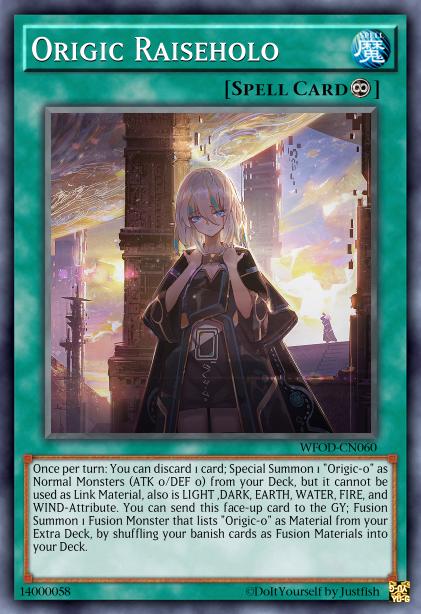 Origic Raiseholo
SPELL
魔
[Spell Card]
WFOD-CN060
Once per turn: You can discard 1 card; Special Summon 1 "Origic-o" as
Normal Monsters (ATK 0/DEF 0) from your Deck, but it cannot be
used as Link Material, also is LIGHT ,DARK, EARTH, WATER, FIRE, and
WIND-Attribute. You can send this face-up card to the GY; Fusion
Summon 1 Fusion Monster that lists "Origic-o" as Material from your
Extra Deck, by shuffling your banish cards as Fusion Materials into
your Deck.
14000058
©DoItYourself by Justfish